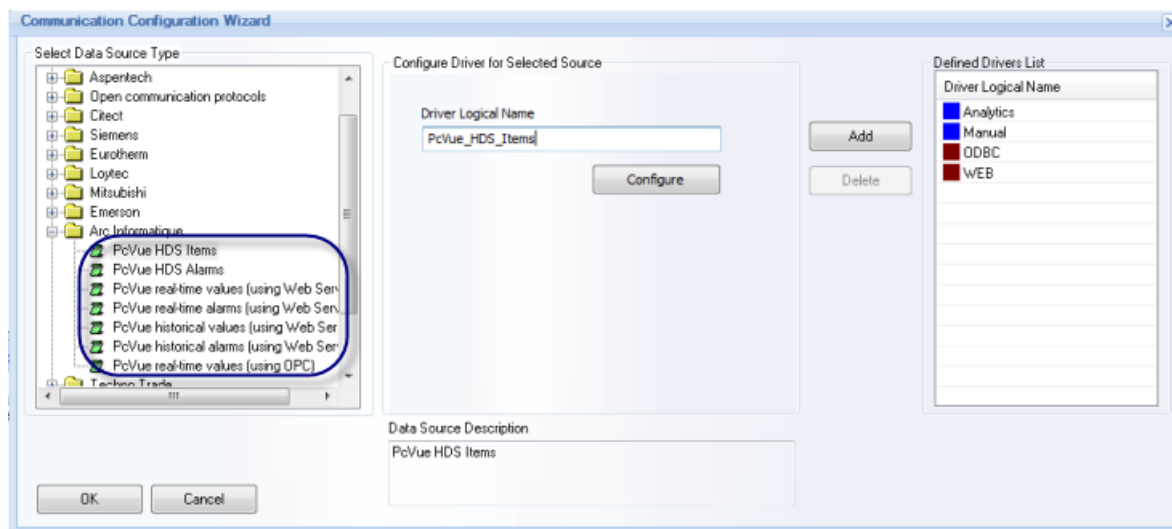 Communication Configuration Wizard
Select Data Source Type
Aspentech
Open communication protocols
Citect
Siemens
Eurotherm
Loytec
Mitsubishi
Emerson
Arc Informatique
PcVue HDS Items
PcVue HDS Alarms
PcVue real-time values (using Web Serv
PcVue real-time alarms (using Web Serv
PcVue historical values (using Web Ser
PcVue historical alarms (using Web Ser
PcVue real-time values (using OPC)
Techno Trade
OK
Cancel
Configure Driver for Selected Source
Driver Logical Name
PcVue_HDS_Items
Configure
Data Source Description
PcVue HDS Items
Add
Delete
Defined Drivers List
Driver Logical Name
Analytics
Manual
ODBC
WEB